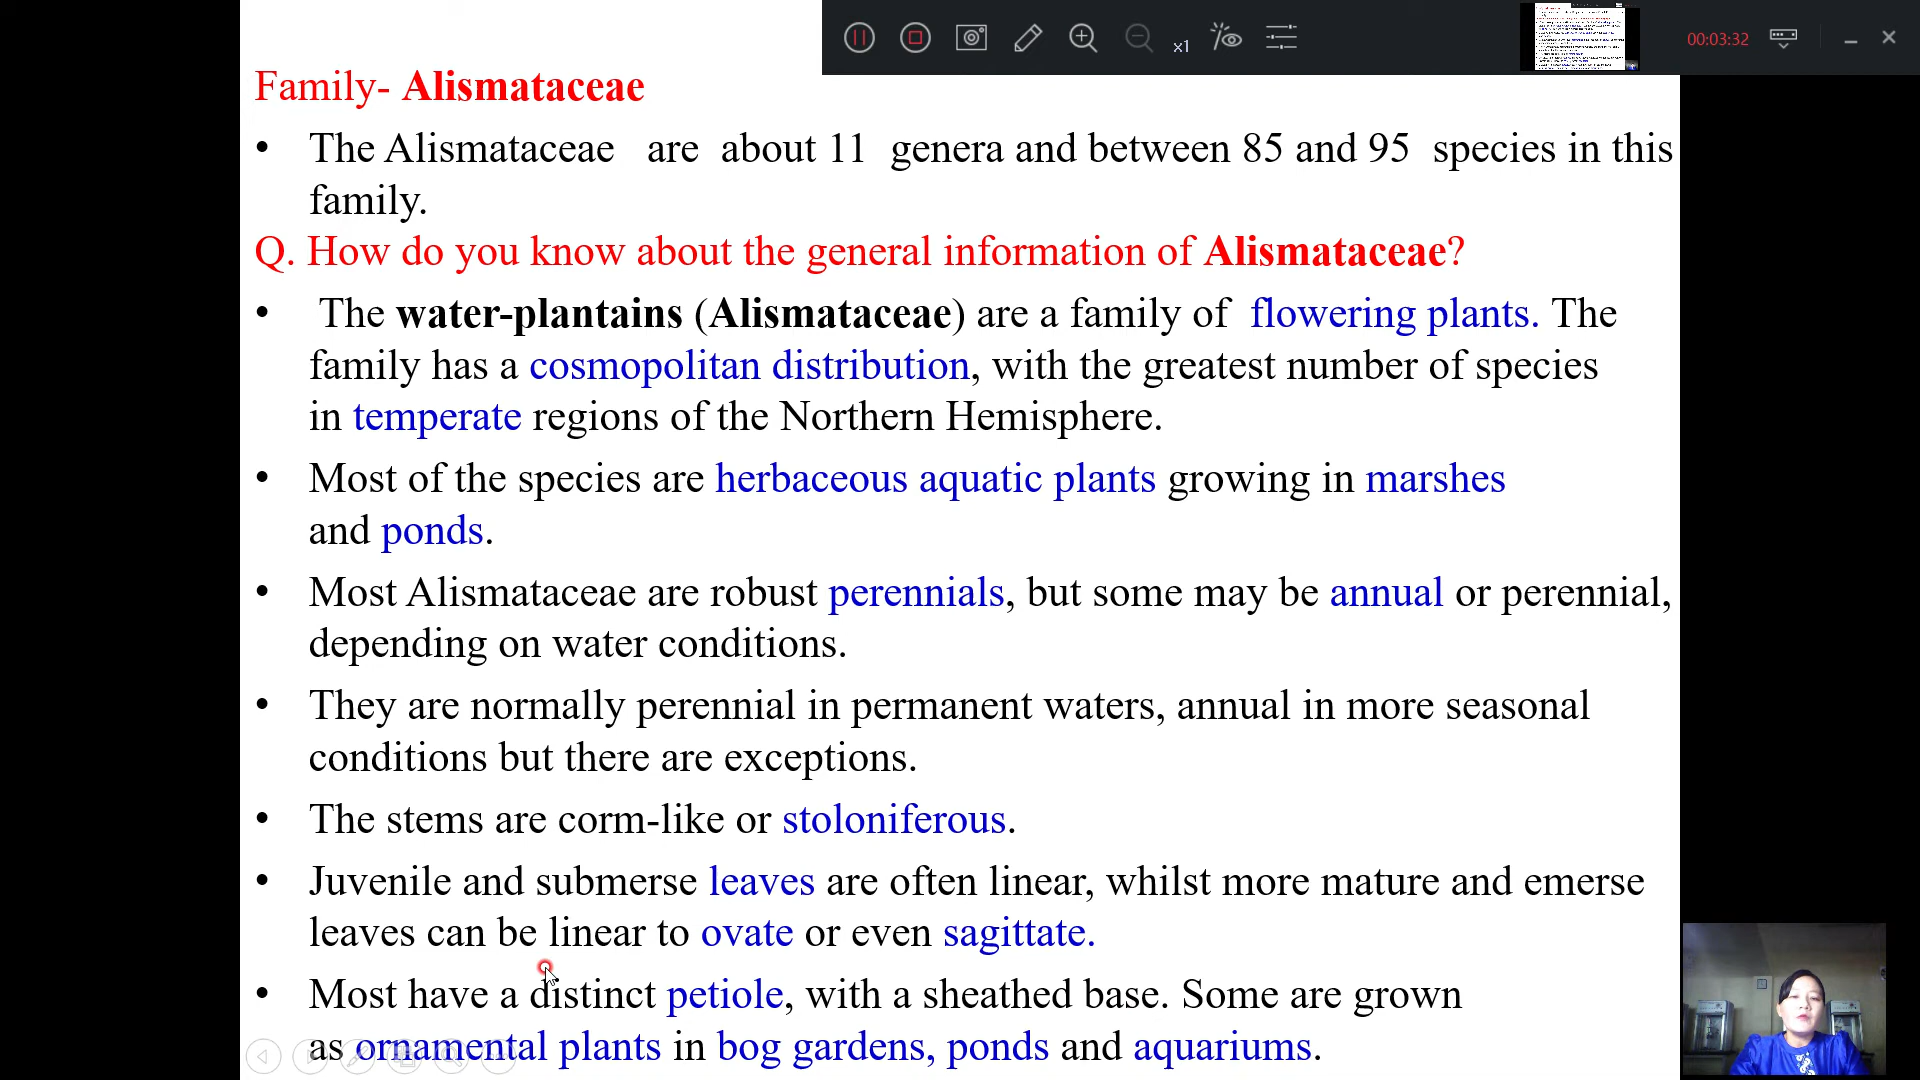 x1
00:03:32
Family- Alismataceae
• The Alismataceae are about 11 genera and between 85 and 95 species in this
family.
Q. How do you know about the general information of Alismataceae?
• The water-plantains (Alismataceae) are a family of flowering plants. The
family has a cosmopolitan distribution, with the greatest number of species
in temperate regions of the Northern Hemisphere.
• Most of the species are herbaceous aquatic plants growing in marshes
and ponds.
• Most Alismataceae are robust perennials, but some may be annual or perennial,
depending on water conditions.
• They are normally perennial in permanent waters, annual in more seasonal
conditions but there are exceptions.
• The stems are corm-like or stoloniferous.
• Juvenile and submerse leaves are often linear, whilst more mature and emerse
leaves can be linear to ovate or even sagittate.
• Most have a distinct petiole, with a sheathed base. Some are grown
as ornamental plants in bog gardens, ponds and aquariums.